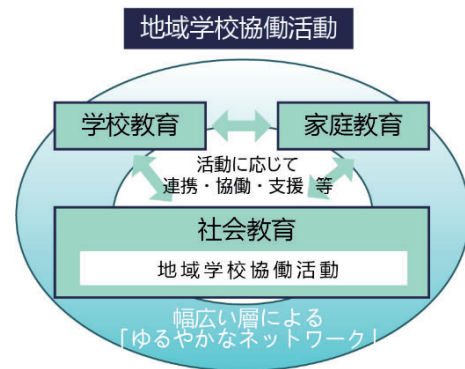 地域学校協働活動
学校教育
家庭教育
活動に応じて
連携・協働・支援 等
社会教育
地域学校協働活動
幅広い層による
「ゆるやかなネットワーク」